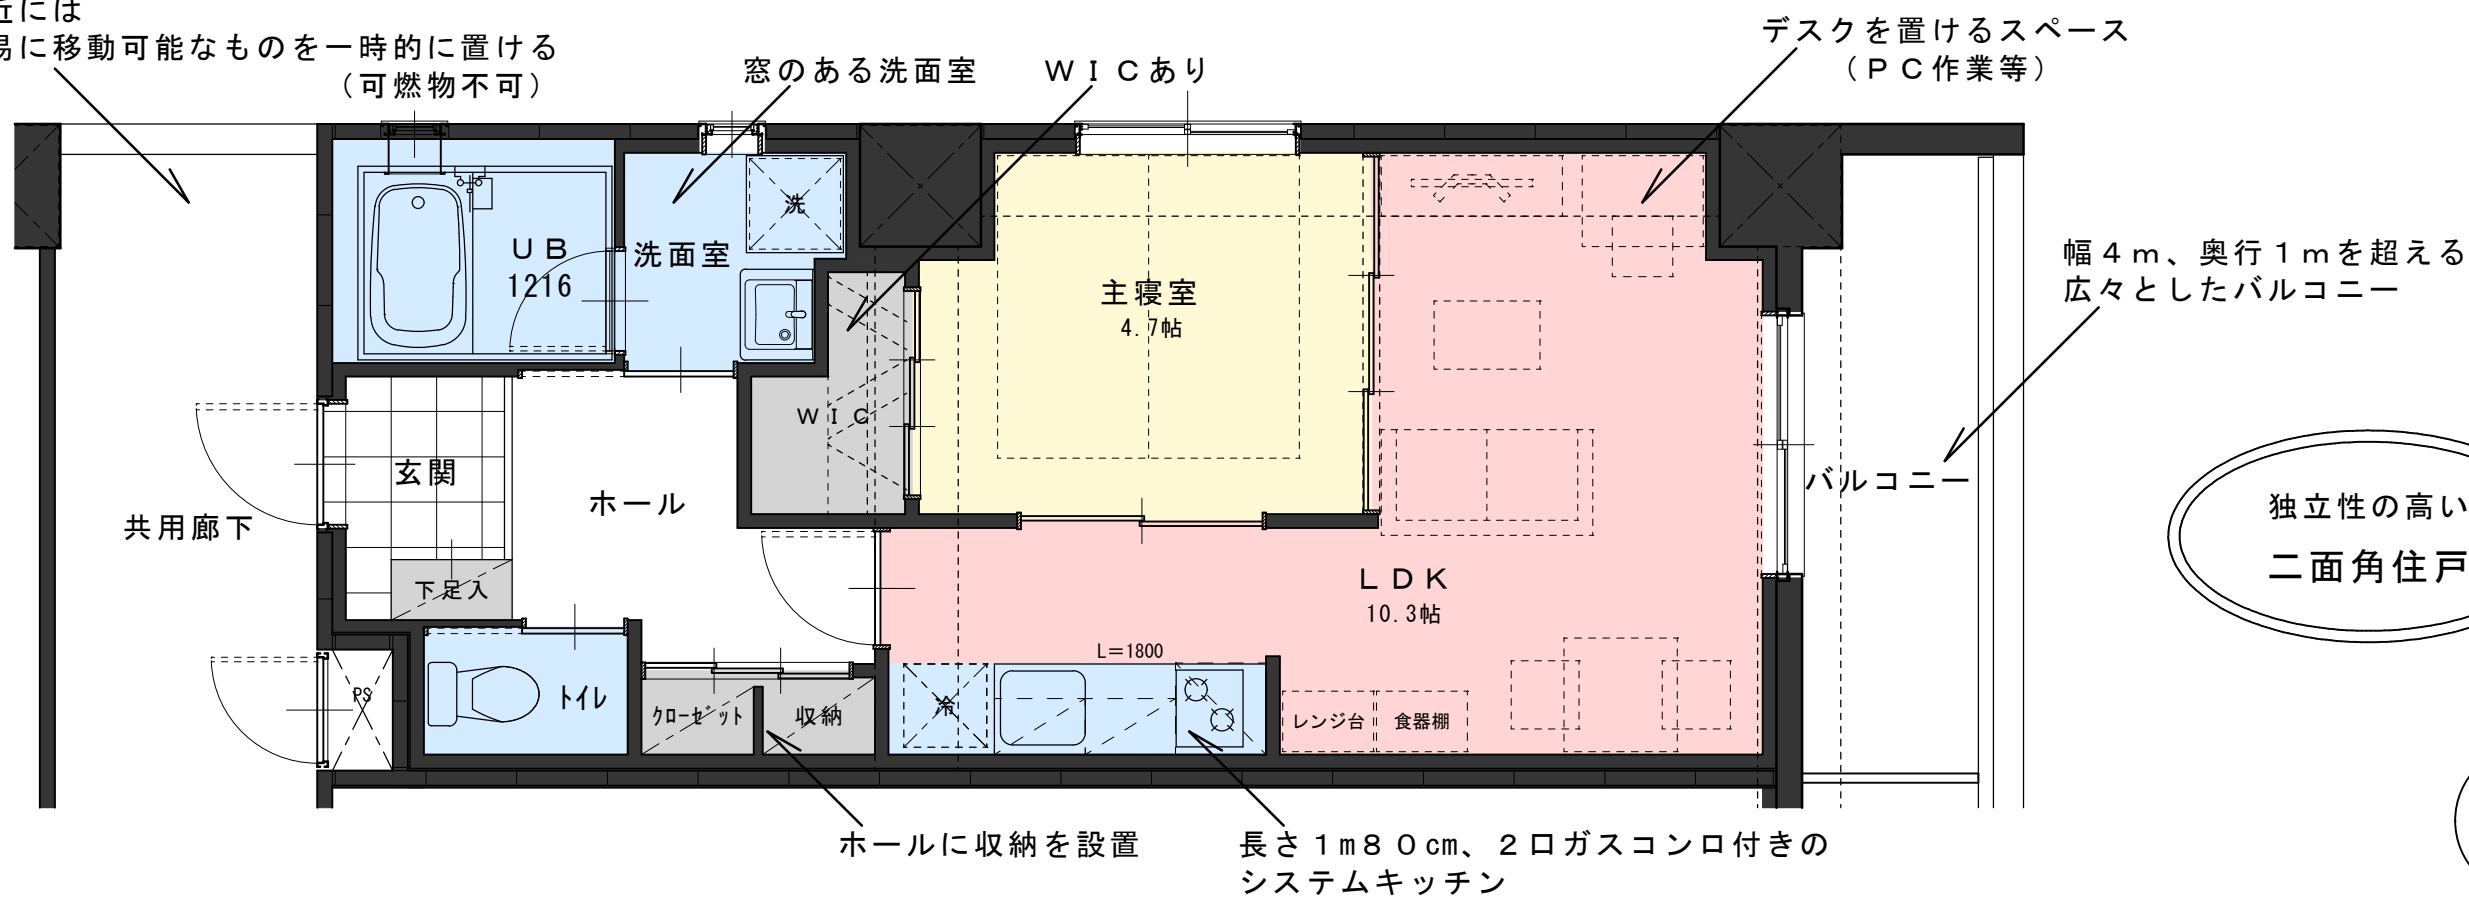 近には
易に移動可能なものを一時的に置ける
（可燃物不可）
窓のある洗面室
ＷＩＣあり
デスクを置けるスペース
（ＰＣ作業等）
洗
ＵＢ
1216
洗面室
主寝室
4.7帖
幅４ｍ、奥行１ｍを超える
広々としたバルコニー
ＷＩＣ
玄関
ホール
バルコニー
共用廊下
独立性の高い
二面角住戸
下足入
ＬＤＫ
10.3帖
L=1800
PS
トイレ
クローゼット
収納
冷
レンジ台
食器棚
ホールに収納を設置
長さ１m８０cm、２口ガスコンロ付きの
システムキッチン